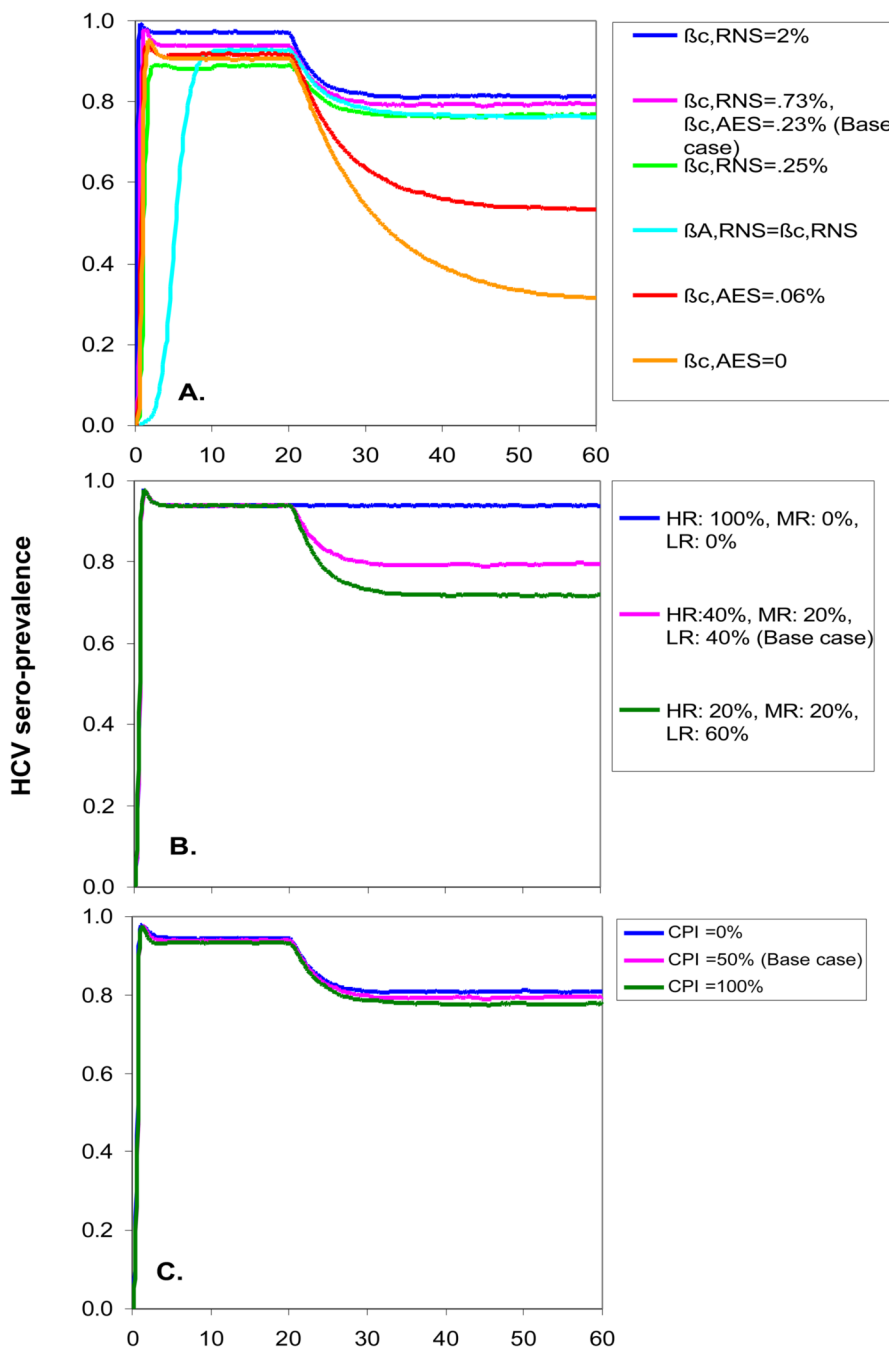 HCV sero-prevalence
1.0
0.8
0.6
0.4
0.2
0.0
A.
0
10
20
30
40
50
60
ßc,RNS=2%
ßc,RNS=.73%,
ßc,AES=.23% (Base
case)
ßc,RNS=.25%
ßA,RNS=ßc,RNS
ßc,AES=.06%
ßc,AES=0
1.0
0.8
0.6
0.4
0.2
0.0
B.
0
10
20
30
40
50
60
HR: 100%, MR: 0%,
LR: 0%
HR:40%, MR: 20%,
LR: 40% (Base case)
HR: 20%, MR: 20%,
LR: 60%
1.0
0.8
0.6
0.4
0.2
0.0
C.
0
10
20
30
40
50
60
CPI =0%
CPI =50% (Base case)
CPI =100%